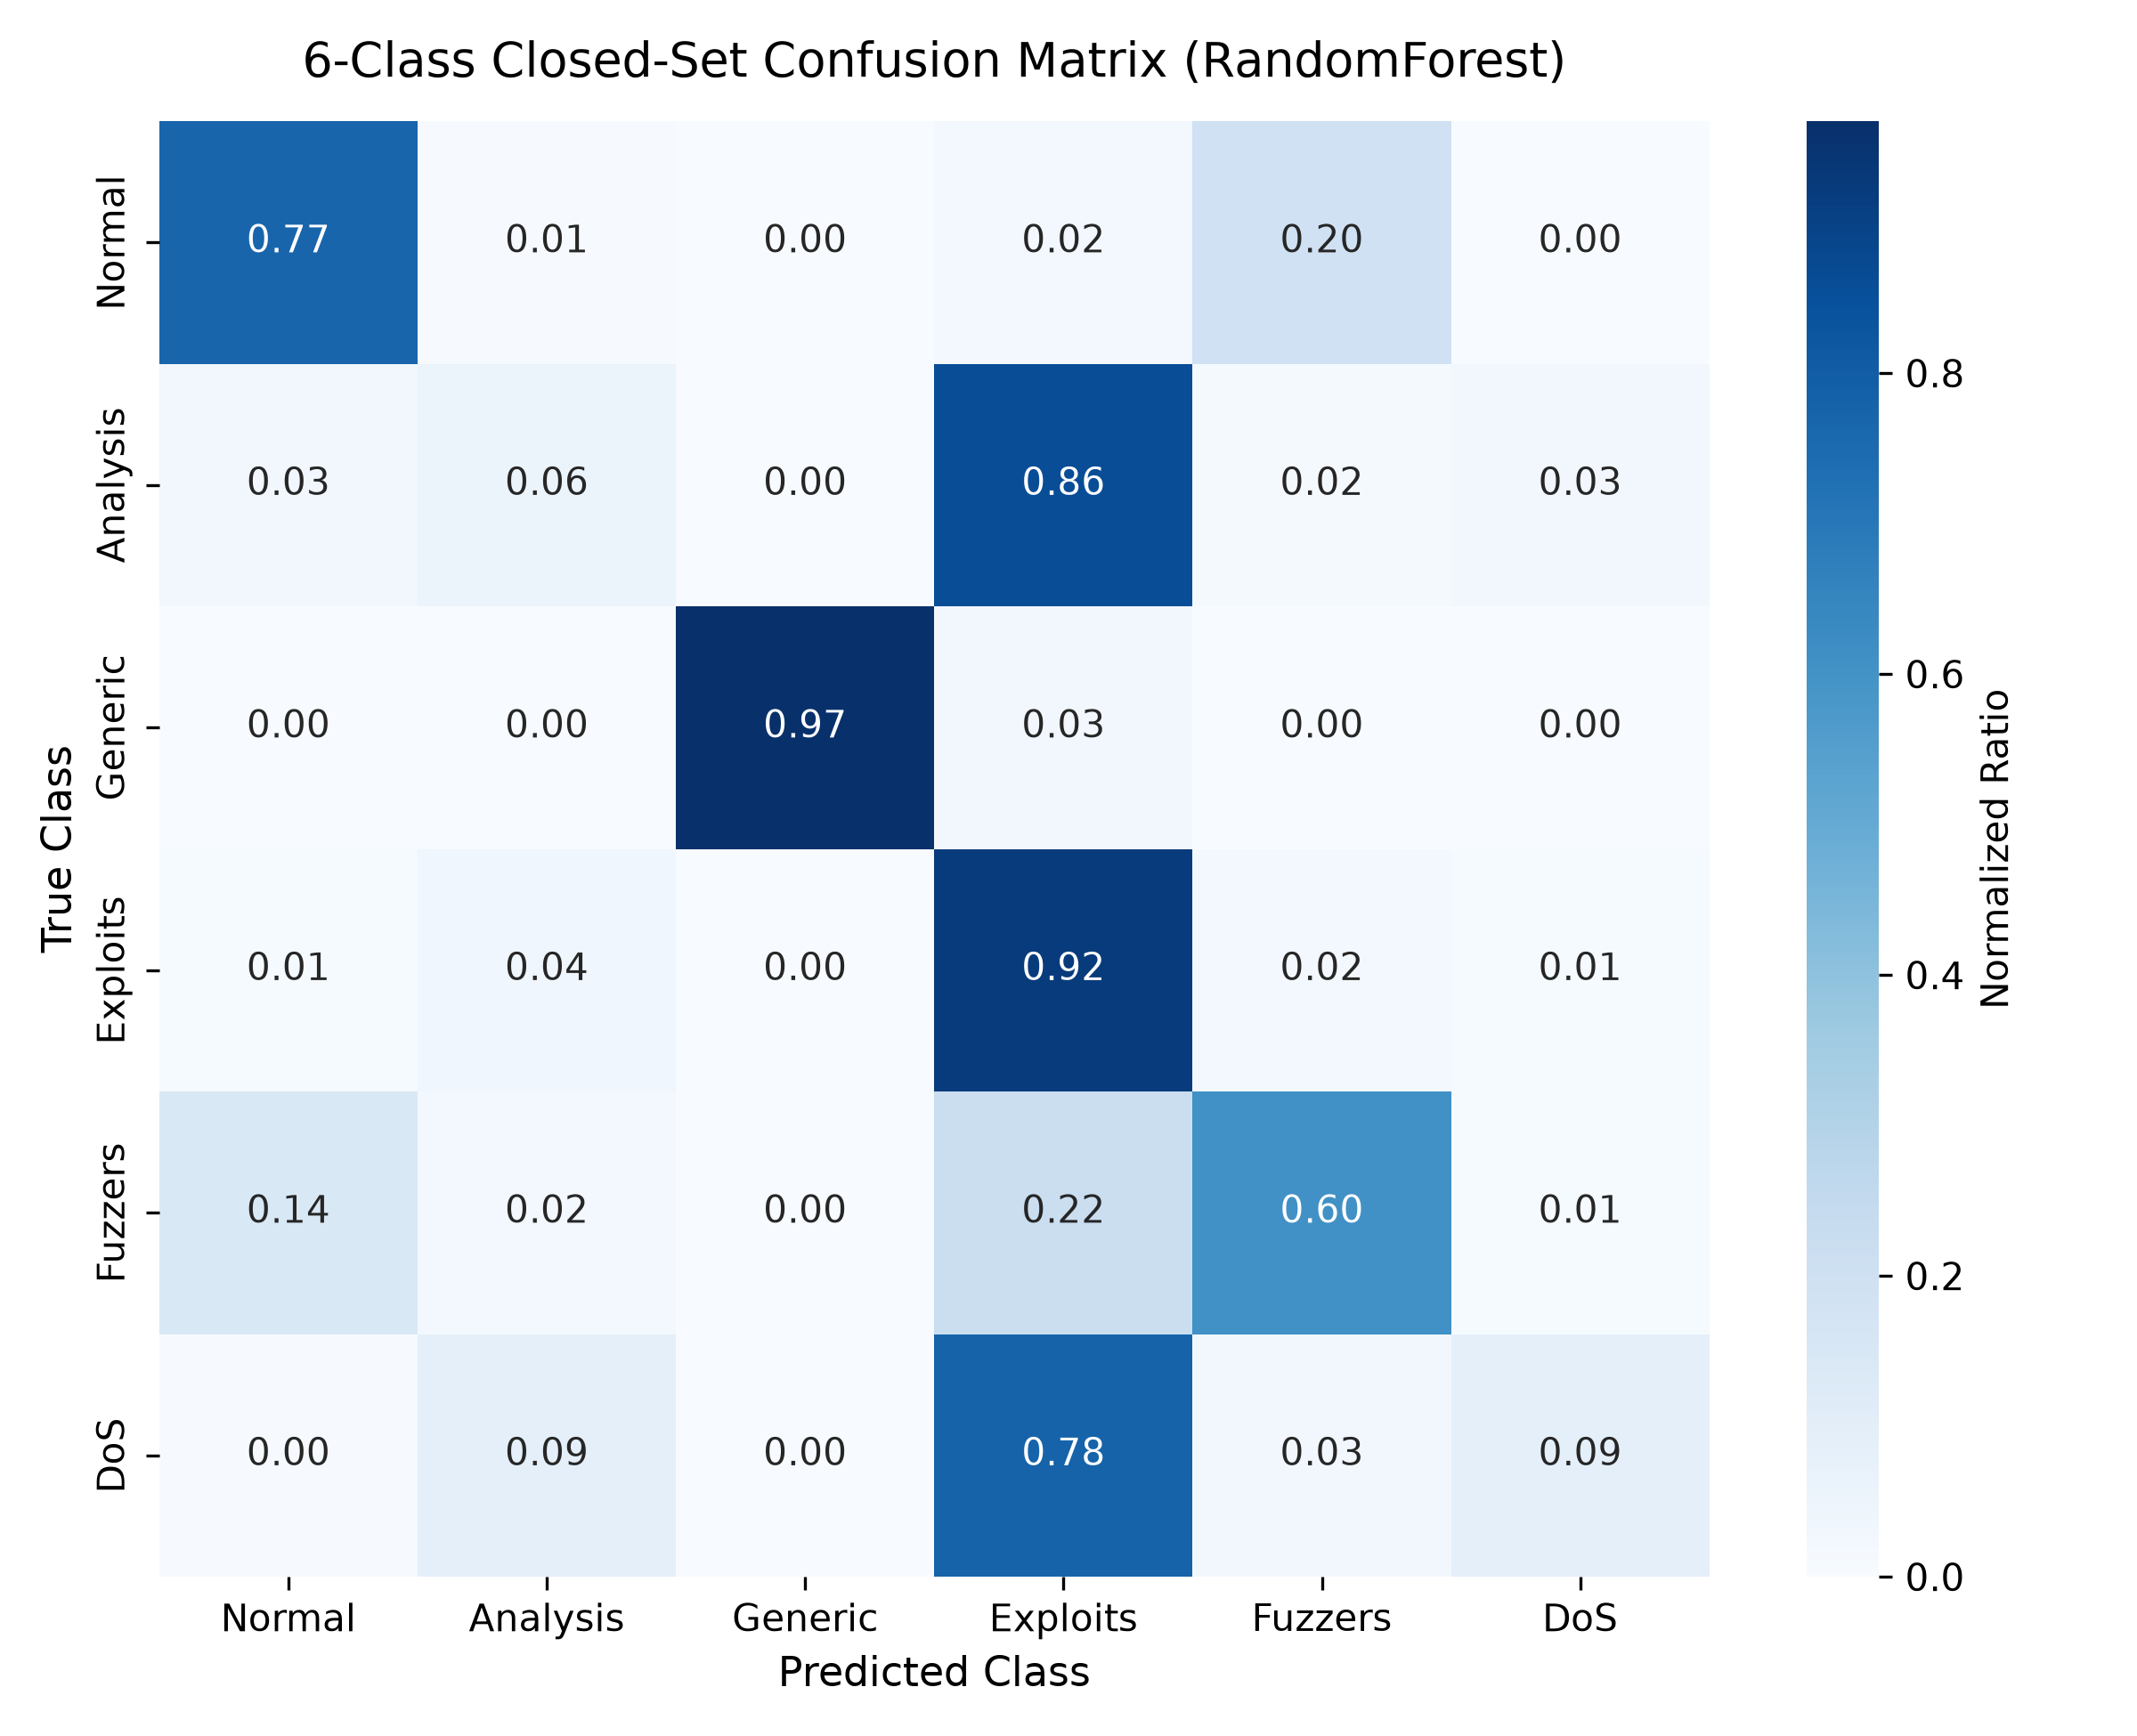 6-Class Closed-Set Confusion Matrix (RandomForest)
True Class
Normal 0.77 0.01 0.00 0.02 0.20 0.00
Analysis 0.03 0.06 0.00 0.86 0.02 0.03
Generic 0.00 0.00 0.97 0.03 0.00 0.00
Exploits 0.01 0.04 0.00 0.92 0.02 0.01
Fuzzers 0.14 0.02 0.00 0.22 0.60 0.01
DoS 0.00 0.09 0.00 0.78 0.03 0.09
Normal Analysis Generic Exploits Fuzzers DoS
Predicted Class
0.8
0.6
0.4
0.2
0.0
Normalized Ratio